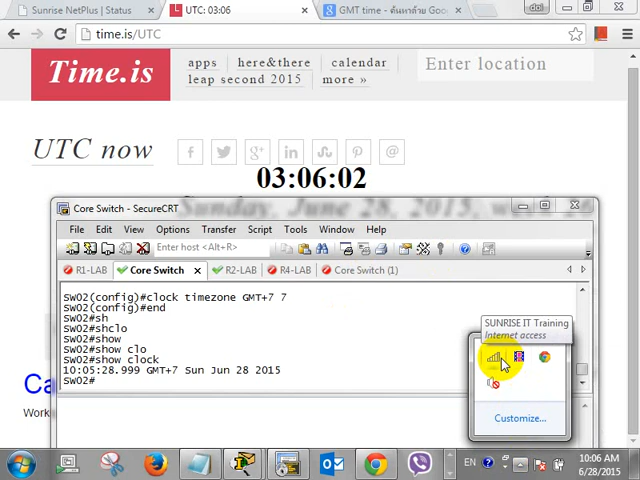 Sunrise NetPlus | Status
UTC: 03:06
GMT time - ค้นหาด้วย Goo
time.is/UTC
Time.is
apps here&there calendar
leap second 2015 more »
Enter location
UTC now
03:06:02
Sunday, June 28, 2015, week
Core Switch - SecureCRT
File Edit View Options Transfer Script Tools Window Help
Enter host <Alt+R>
R1-LAB
Core Switch
R2-LAB
R4-LAB
Core Switch (1)
SW02(config)#clock timezone GMT+7 7
SW02(config)#end
SW02#sh
SW02#shclo
SW02#show
SW02#show clo
SW02#show clock
10:05:28.999 GMT+7 Sun Jun 28 2015
SW02#
SUNRISE IT Training
Internet access
Customize...
Ca
Work
EN
10:06 AM
6/28/2015